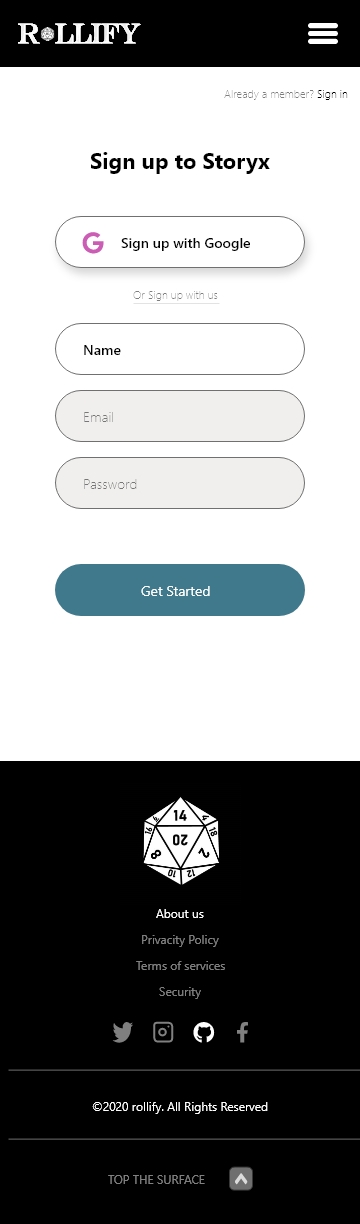 ROLLIFY
Already a member? Sign in
Sign up to Storyx
G Sign up with Google
Or Sign up with us
Name
Email
Password
Get Started
14
16
4
18
20
8
2
10
12
About us
Privacity Policy
Terms of services
Security
©2020 rollify. All Rights Reserved
TOP THE SURFACE